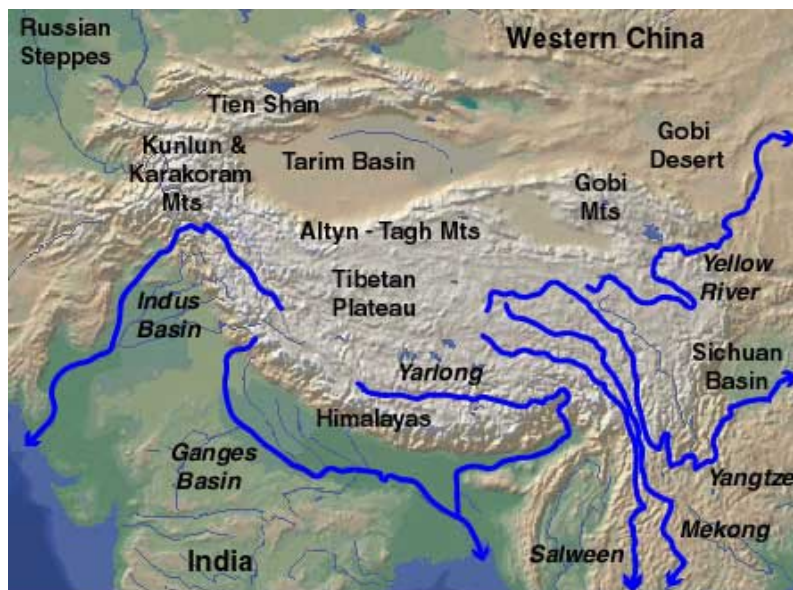 Russian
Steppes
Western China
Tien Shan
Kunlun &
Karakoram
Mts
Tarim Basin
Gobi
Desert
Gobi
Mts
Altyn - Tagh Mts
Tibetan
Plateau
Yellow
River
Indus
Basin
Sichuan
Basin
Yarlong
Himalayas
Ganges
Basin
Yangtze
Mekong
Salween
India